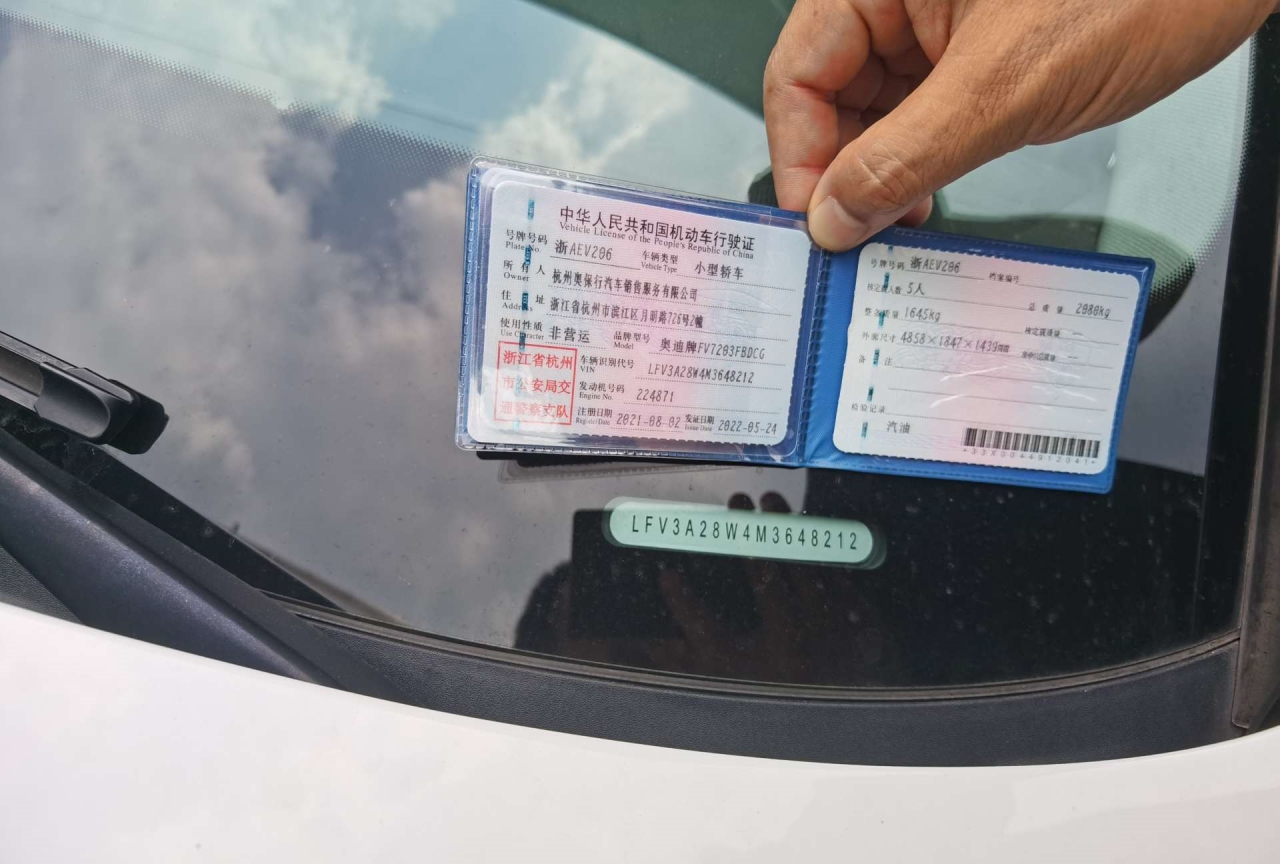 中华人民共和国机动车行驶证
Vehicle License of the People's Republic of China
号牌号码 浙AEV206 车辆类型 小型轿车
Plate No. Vehicle Type
所有人 杭州奥保行汽车销售服务有限公司
Owner
住址 浙江省杭州市滨江区月明路726号2幢
Address
使用性质 非营运 品牌型号 奥迪牌FV7203FBDCG
Use Character Model
浙江省杭州
市公安局交
通警察支队
车辆识别代号 LFV3A28W4M3648212
VIN
发动机号码 224871
Engine No.
注册日期 2021-08-02 发证日期 2022-05-24
Register Date Issue Date
号牌号码 浙AEV206 档案编号
核定载人数 5人 总质量 2080kg
整备质量 1645kg 核定载质量 --
外廓尺寸 4858×1847×1439mm --
备注
检验记录
汽油
LFV3A28W4M3648212